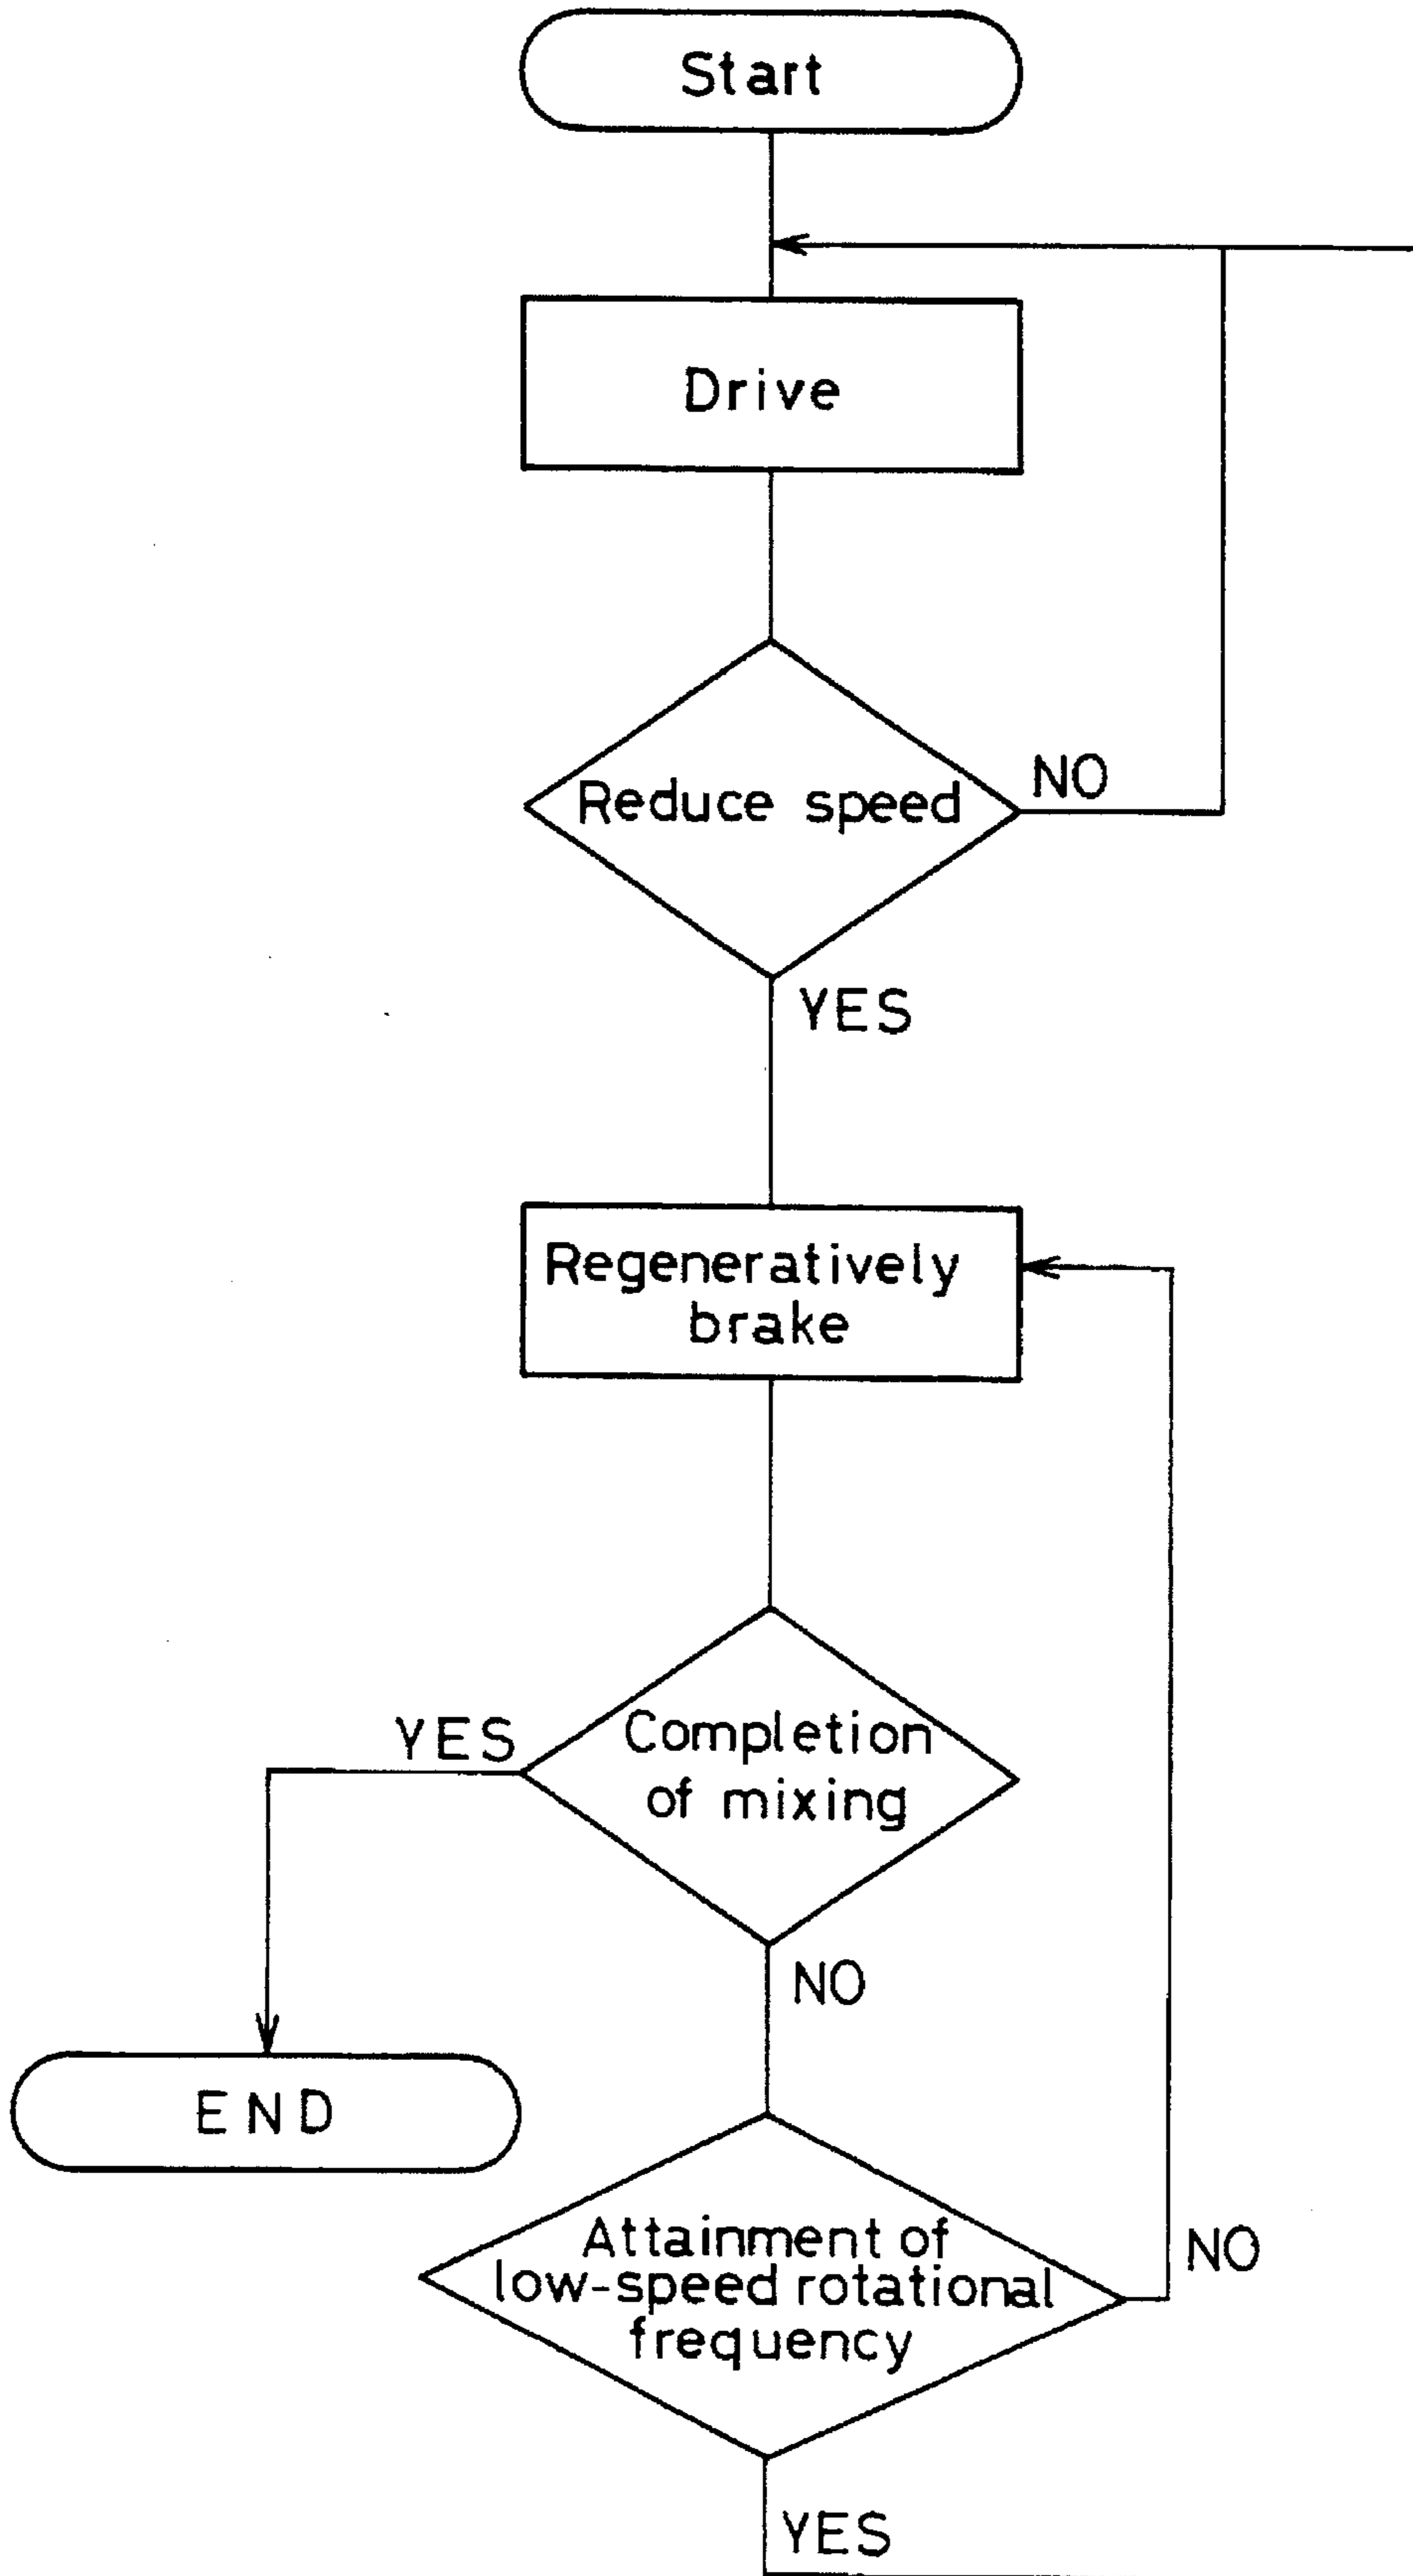 Start
Drive
Reduce speed
NO
YES
Regeneratively
brake
Completion
of mixing
YES
NO
END
Attainment of
low-speed rotational
frequency
NO
YES